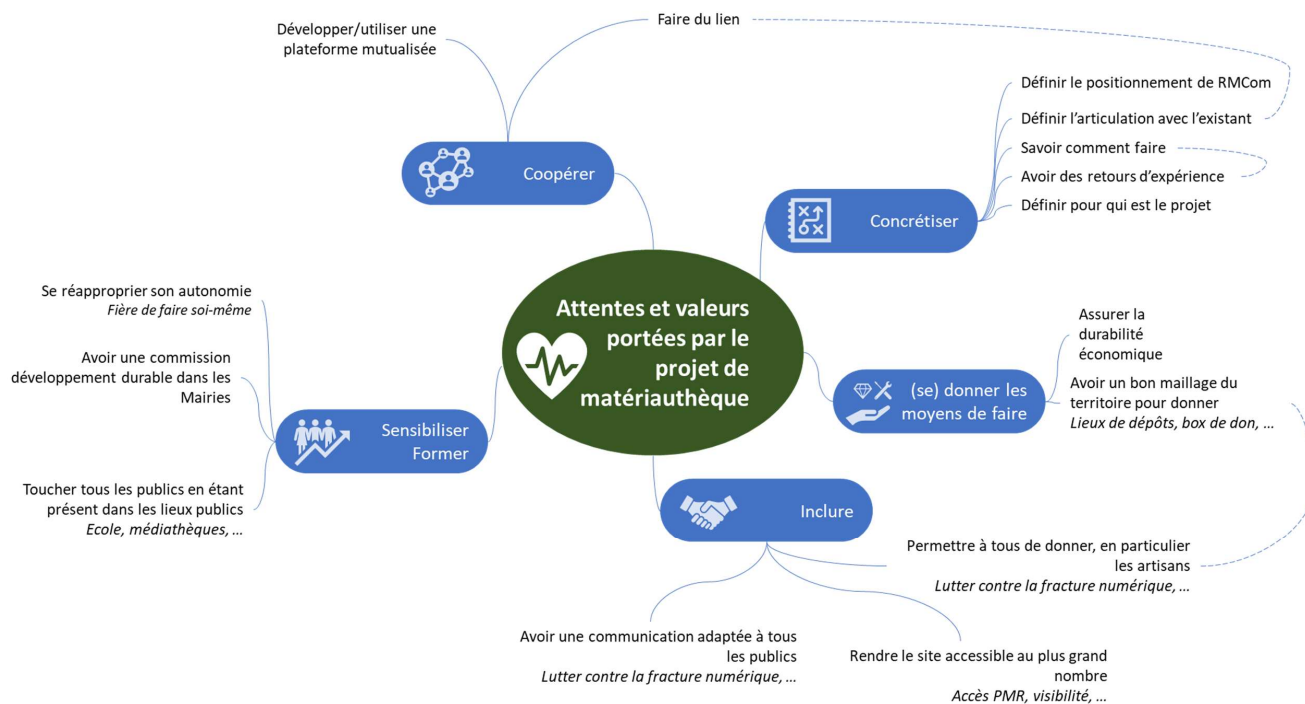 Faire du lien
Développer/utiliser une
plateforme mutualisée
Coopérer
Définir le positionnement de RMCom
Définir l’articulation avec l’existant
Savoir comment faire
Avoir des retours d’expérience
Définir pour qui est le projet
Concrétiser
Attentes et valeurs
portées par le
projet de
matériauthèque
Se réapproprier son autonomie
Fière de faire soi-même
Avoir une commission
développement durable dans les
Mairies
Toucher tous les publics en étant
présent dans les lieux publics
Ecole, médiathèques, ...
Sensibiliser
Former
(se) donner les
moyens de faire
Assurer la
durabilité
économique
Avoir un bon maillage du
territoire pour donner
Lieux de dépôts, box de don, ...
Inclure
Permettre à tous de donner, en particulier
les artisans
Lutter contre la fracture numérique, ...
Avoir une communication adaptée à tous
les publics
Lutter contre la fracture numérique, ...
Rendre le site accessible au plus grand
nombre
Accès PMR, visibilité, ...